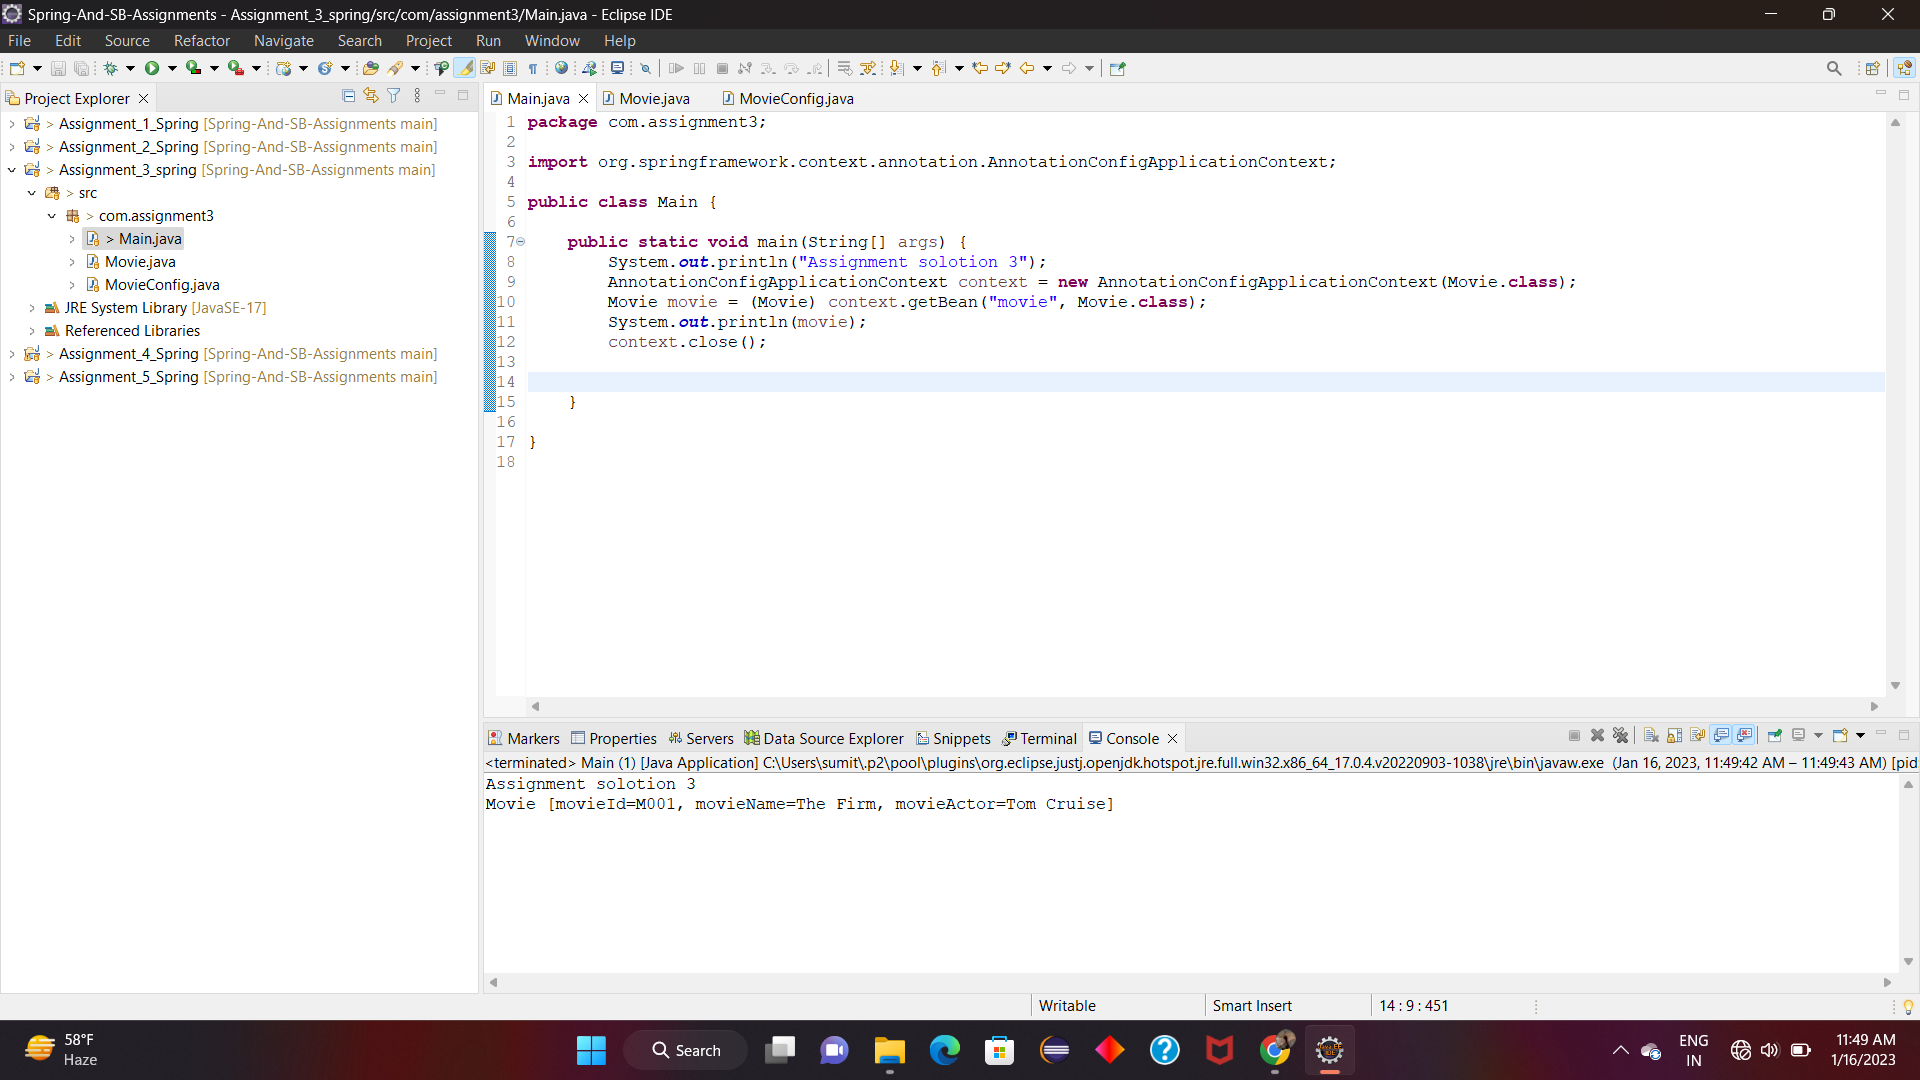 Spring-And-SB-Assignments - Assignment_3_spring/src/com/assignment3/Main.java - Eclipse IDE
File Edit Source Refactor Navigate Search Project Run Window Help
Project Explorer
> Assignment_1_Spring [Spring-And-SB-Assignments main]
> Assignment_2_Spring [Spring-And-SB-Assignments main]
> Assignment_3_spring [Spring-And-SB-Assignments main]
> src
> com.assignment3
> Main.java
Movie.java
MovieConfig.java
JRE System Library [JavaSE-17]
Referenced Libraries
> Assignment_4_Spring [Spring-And-SB-Assignments main]
> Assignment_5_Spring [Spring-And-SB-Assignments main]
Main.java Movie.java MovieConfig.java
1 package com.assignment3;
2
3 import org.springframework.context.annotation.AnnotationConfigApplicationContext;
4
5 public class Main {
6
7 public static void main(String[] args) {
8 System.out.println("Assignment solotion 3");
9 AnnotationConfigApplicationContext context = new AnnotationConfigApplicationContext(Movie.class);
10 Movie movie = (Movie) context.getBean("movie", Movie.class);
11 System.out.println(movie);
12 context.close();
13
14
15 }
16
17 }
18
Markers Properties Servers Data Source Explorer Snippets Terminal Console
<terminated> Main (1) [Java Application] C:\Users\sumit\.p2\pool\plugins\org.eclipse.justj.openjdk.hotspot.jre.full.win32.x86_64_17.0.4.v20220903-1038\jre\bin\javaw.exe (Jan 16, 2023, 11:49:42 AM – 11:49:43 AM) [pid:
Assignment solotion 3
Movie [movieId=M001, movieName=The Firm, movieActor=Tom Cruise]
Writable Smart Insert 14 : 9 : 451
58°F
Haze
Search
ENG
IN
11:49 AM
1/16/2023